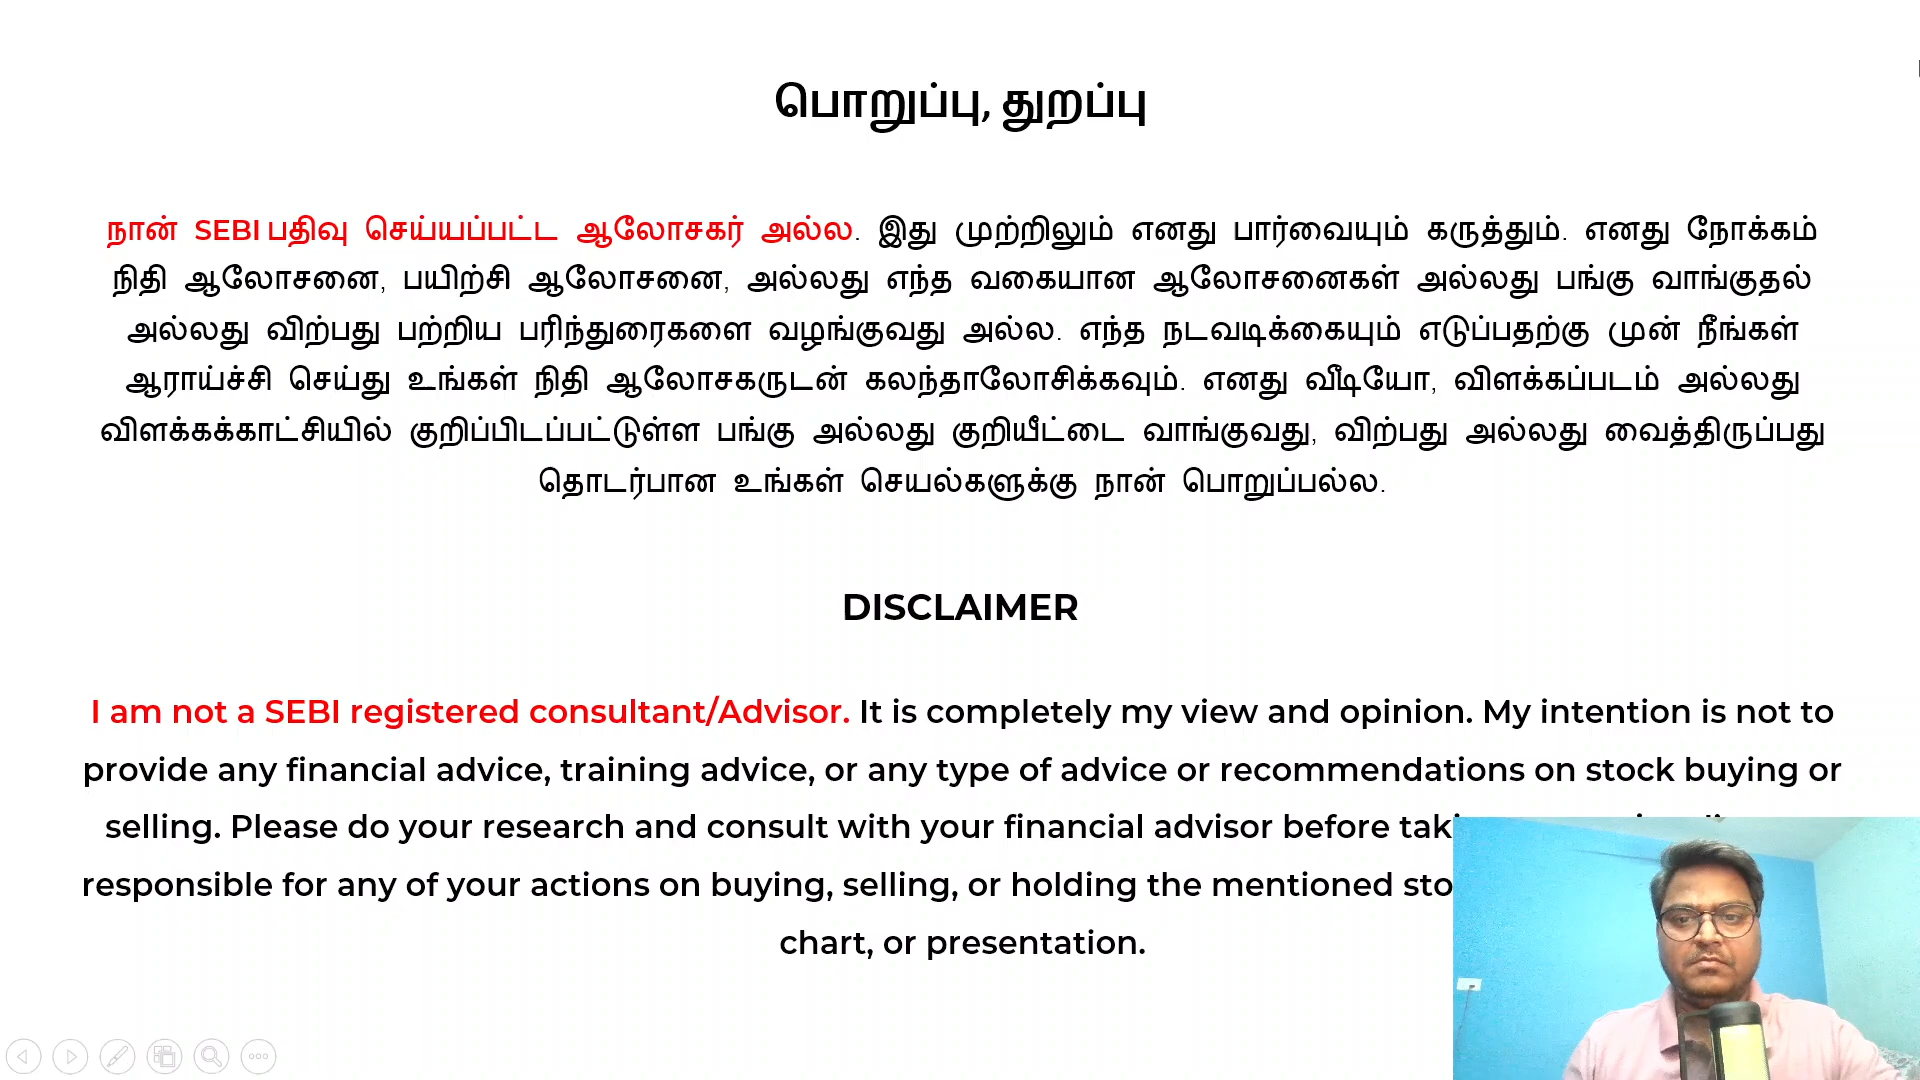 பொறுப்பு, துறப்பு
நான் SEBI பதிவு செய்யப்பட்ட ஆலோசகர் அல்ல. இது முற்றிலும் எனது பார்வையும் கருத்தும். எனது நோக்கம்
நிதி ஆலோசனை, பயிற்சி ஆலோசனை, அல்லது எந்த வகையான ஆலோசனைகள் அல்லது பங்கு வாங்குதல்
அல்லது விற்பது பற்றிய பரிந்துரைகளை வழங்குவது அல்ல. எந்த நடவடிக்கையும் எடுப்பதற்கு முன் நீங்கள்
ஆராய்ச்சி செய்து உங்கள் நிதி ஆலோசகருடன் கலந்தாலோசிக்கவும். எனது வீடியோ, விளக்கப்படம் அல்லது
விளக்கக்காட்சியில் குறிப்பிடப்பட்டுள்ள பங்கு அல்லது குறியீட்டை வாங்குவது, விற்பது அல்லது வைத்திருப்பது
தொடர்பான உங்கள் செயல்களுக்கு நான் பொறுப்பல்ல.
DISCLAIMER
I am not a SEBI registered consultant/Advisor. It is completely my view and opinion. My intention is not to
provide any financial advice, training advice, or any type of advice or recommendations on stock buying or
selling. Please do your research and consult with your financial advisor before
responsible for any of your actions on buying, selling, or holding the mentioned
chart, or presentation.